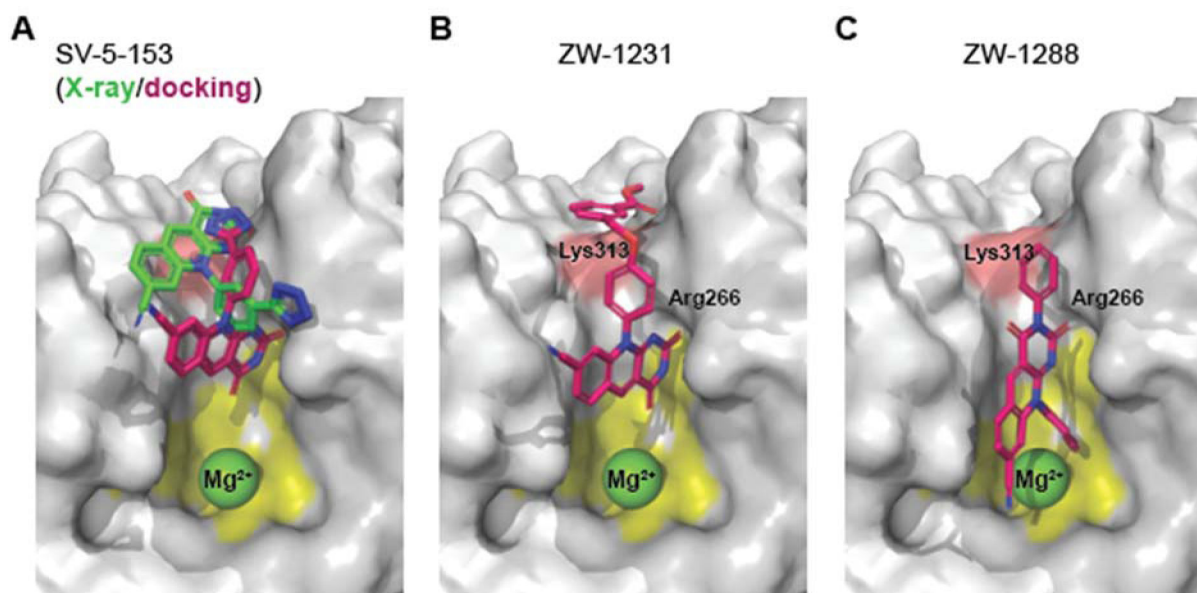 A
SV-5-153
(X-ray/docking)
Mg²⁺
B
ZW-1231
Lys313
Arg266
Mg²⁺
C
ZW-1288
Lys313
Arg266
Mg²⁺